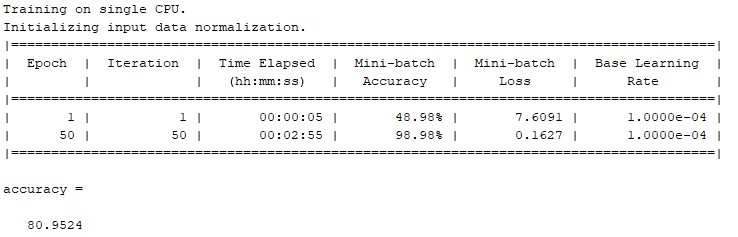 Training on single CPU.
Initializing input data normalization.
|========================================================================================|
|  Epoch  |  Iteration  |  Time Elapsed  |  Mini-batch  |  Mini-batch  |  Base Learning  |
|         |             |   (hh:mm:ss)   |   Accuracy   |     Loss     |      Rate       |
|========================================================================================|
|       1 |           1 |       00:00:05 |       48.98% |       7.6091 |      1.0000e-04 |
|      50 |          50 |       00:02:55 |       98.98% |       0.1627 |      1.0000e-04 |
|========================================================================================|
accuracy =
80.9524